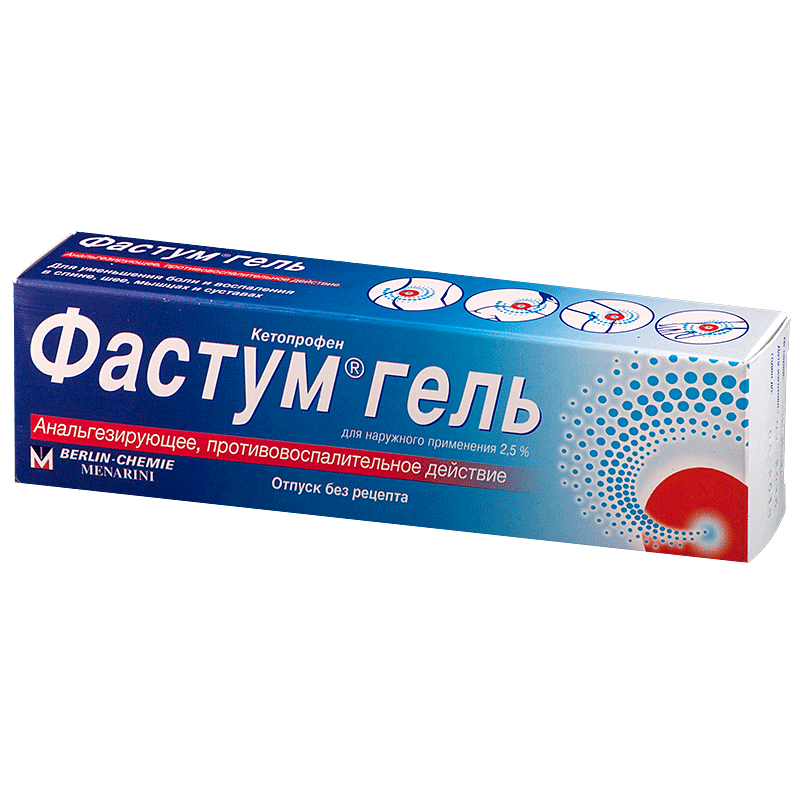 Фастум® гель
Анальгезирующее, противовоспалительное действие
Для уменьшения боли и воспаления
в спине, шее, мышцах и суставах
Кетопрофен
Фастум® гель
для наружного применения 2,5 %
Анальгезирующее, противовоспалительное действие
BERLIN-CHEMIE
MENARINI
Отпуск без рецепта